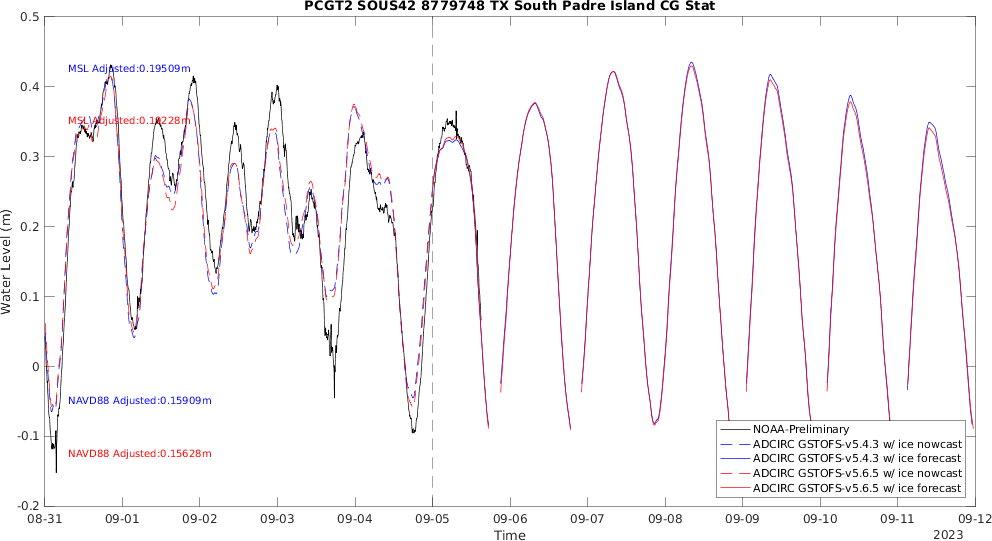 PCGT2 SOUS42 8779748 TX South Padre Island CG Stat
0.5
0.4
0.3
0.2
0.1
0
-0.1
-0.2
Water Level (m)
MSL Adjusted:0.19509m
MSL Adjusted:0.19228m
NAVD88 Adjusted:0.15909m
NAVD88 Adjusted:0.15628m
NOAA-Preliminary
ADCIRC GSTOFS-v5.4.3 w/ ice nowcast
ADCIRC GSTOFS-v5.4.3 w/ ice forecast
ADCIRC GSTOFS-v5.6.5 w/ ice nowcast
ADCIRC GSTOFS-v5.6.5 w/ ice forecast
08-31 09-01 09-02 09-03 09-04 09-05 09-06 09-07 09-08 09-09 09-10 09-11 09-12
Time
2023